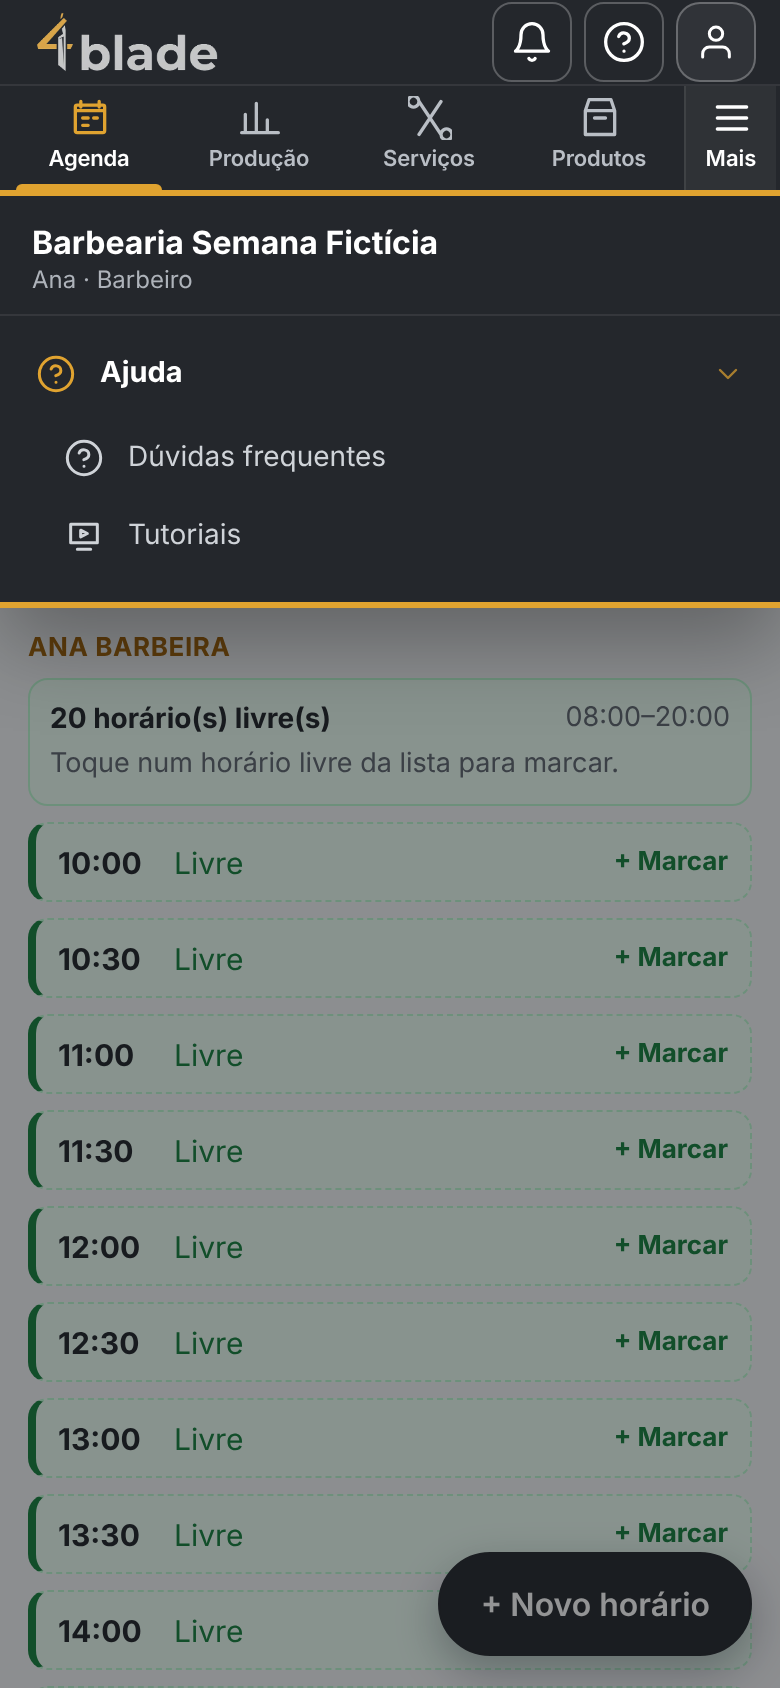 4blade
Agenda Produção Serviços Produtos Mais
Barbearia Semana Fictícia
Ana · Barbeiro
Ajuda
Dúvidas frequentes
Tutoriais
ANA BARBEIRA
20 horário(s) livre(s) 08:00–20:00
Toque num horário livre da lista para marcar.
10:00 Livre + Marcar
10:30 Livre + Marcar
11:00 Livre + Marcar
11:30 Livre + Marcar
12:00 Livre + Marcar
12:30 Livre + Marcar
13:00 Livre + Marcar
13:30 Livre + Marcar
14:00 Livre
+ Novo horário